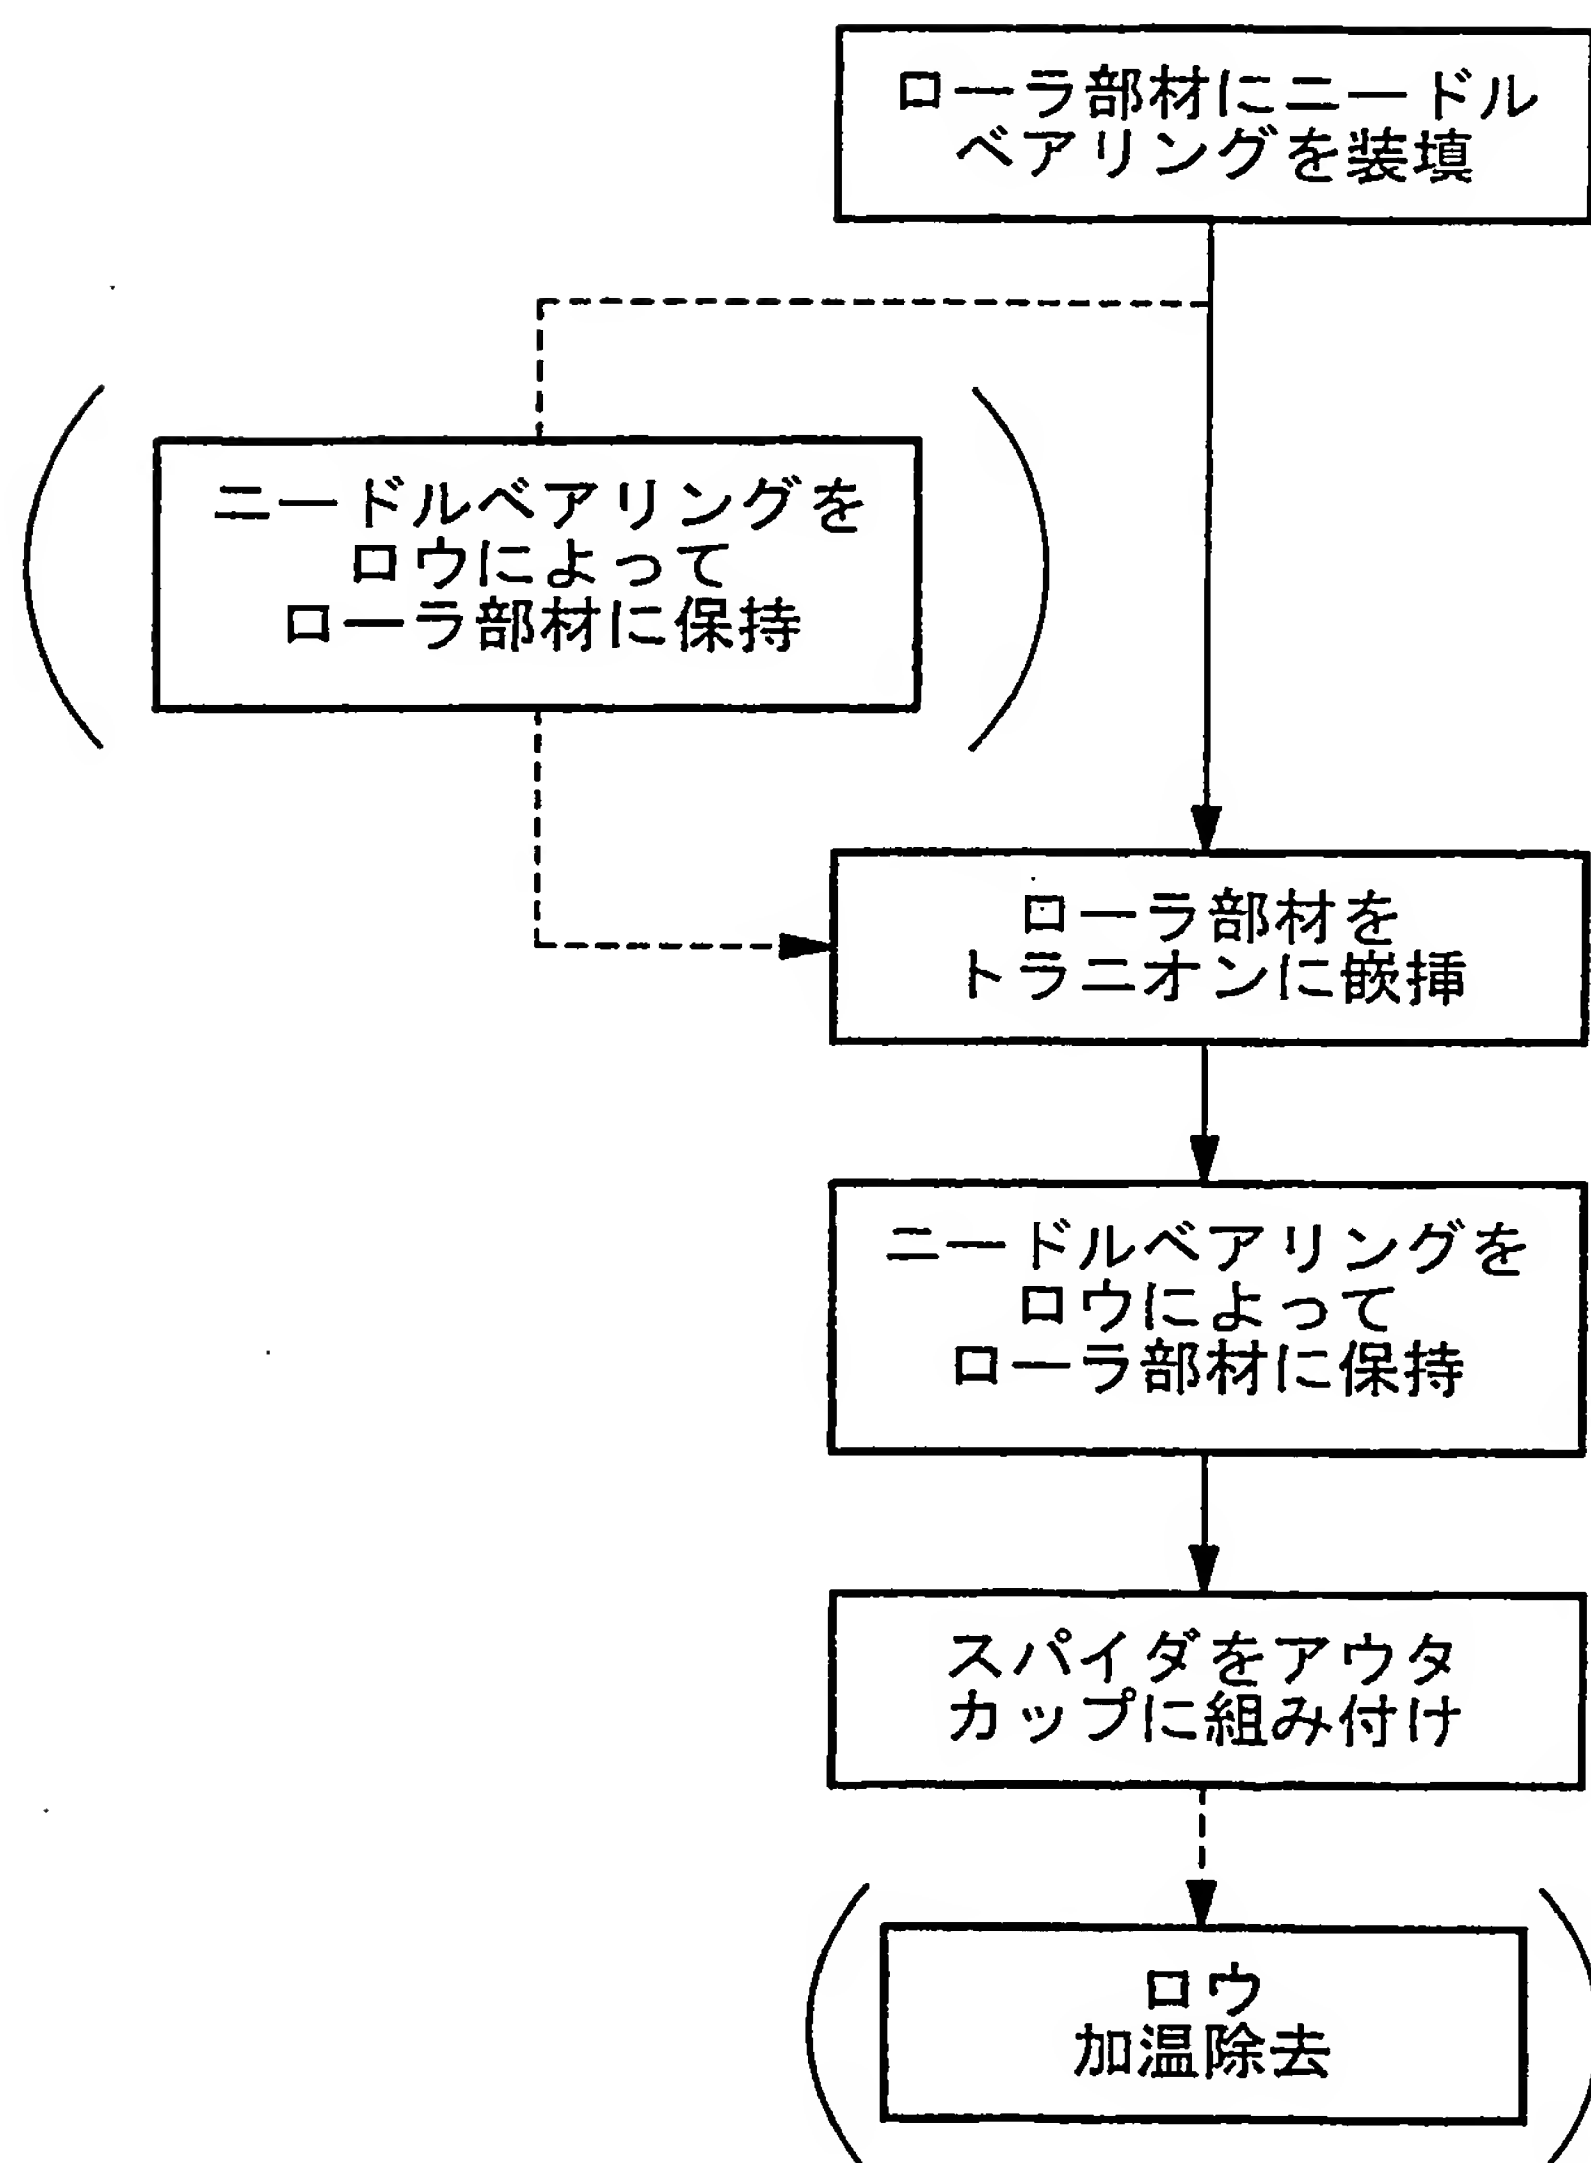 ローラ部材にニードル
ベアリングを装填
ニードルベアリングを
ロウによって
ローラ部材に保持
ローラ部材を
トラニオンに嵌挿
ニードルベアリングを
ロウによって
ローラ部材に保持
スパイダをアウタ
カップに組み付け
ロウ
加温除去